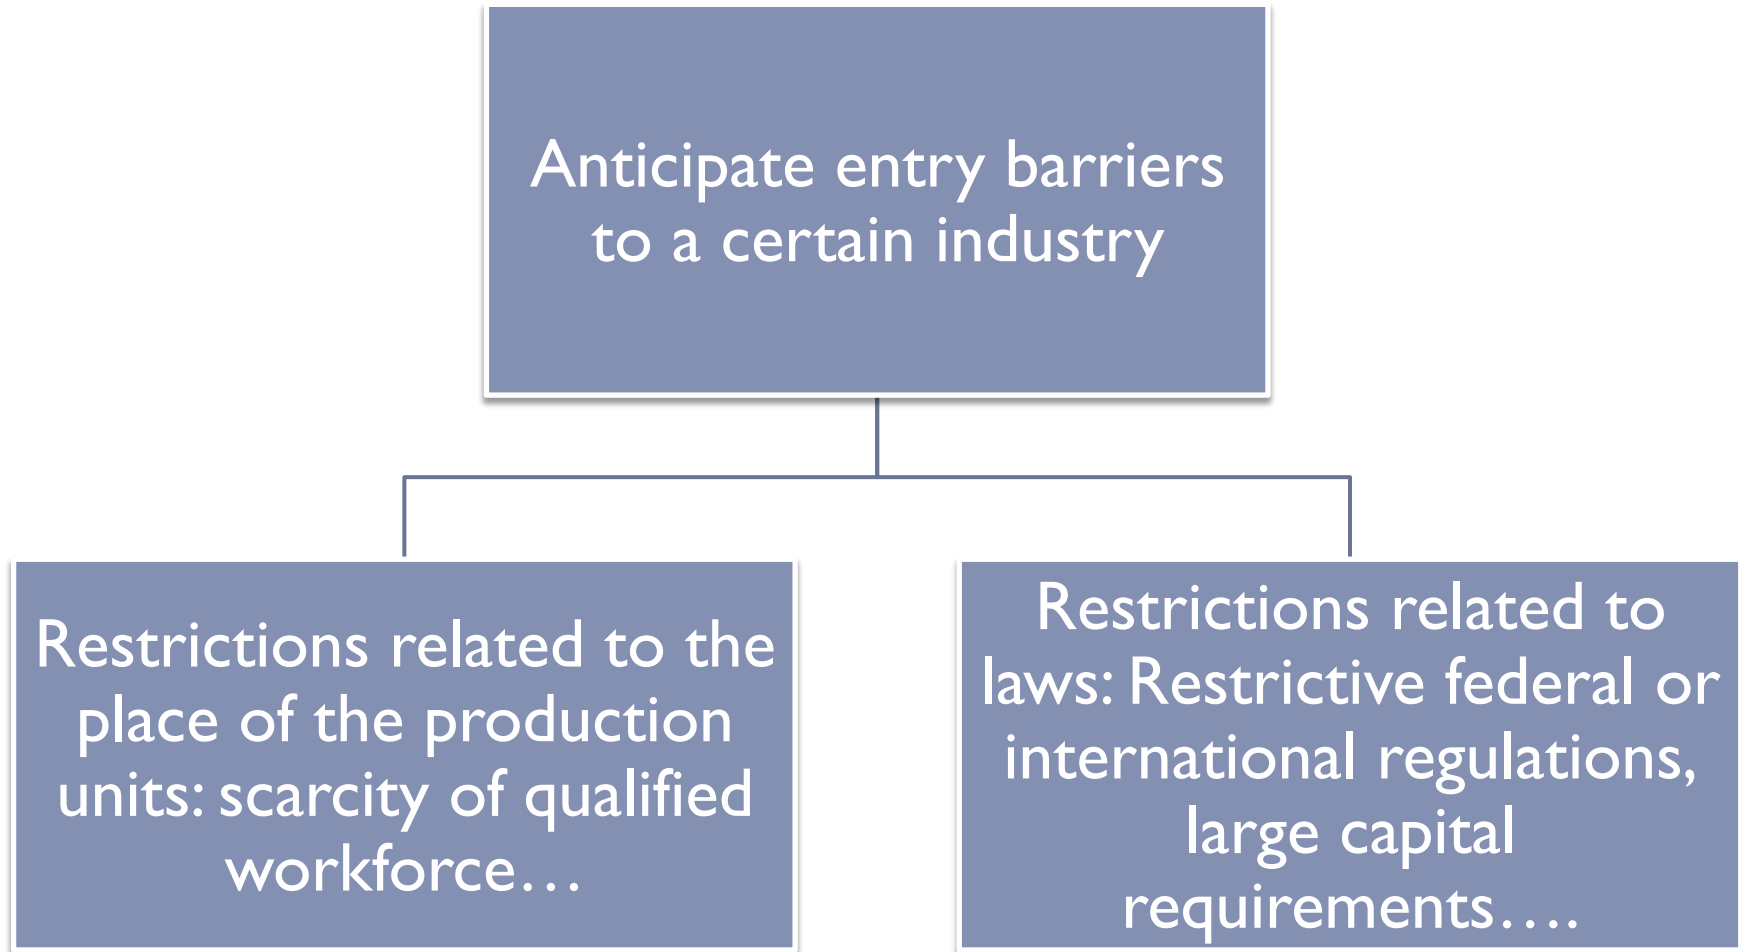 Anticipate entry barriers
to a certain industry
Restrictions related to the
place of the production
units: scarcity of qualified
workforce…
Restrictions related to
laws: Restrictive federal or
international regulations,
large capital
requirements….